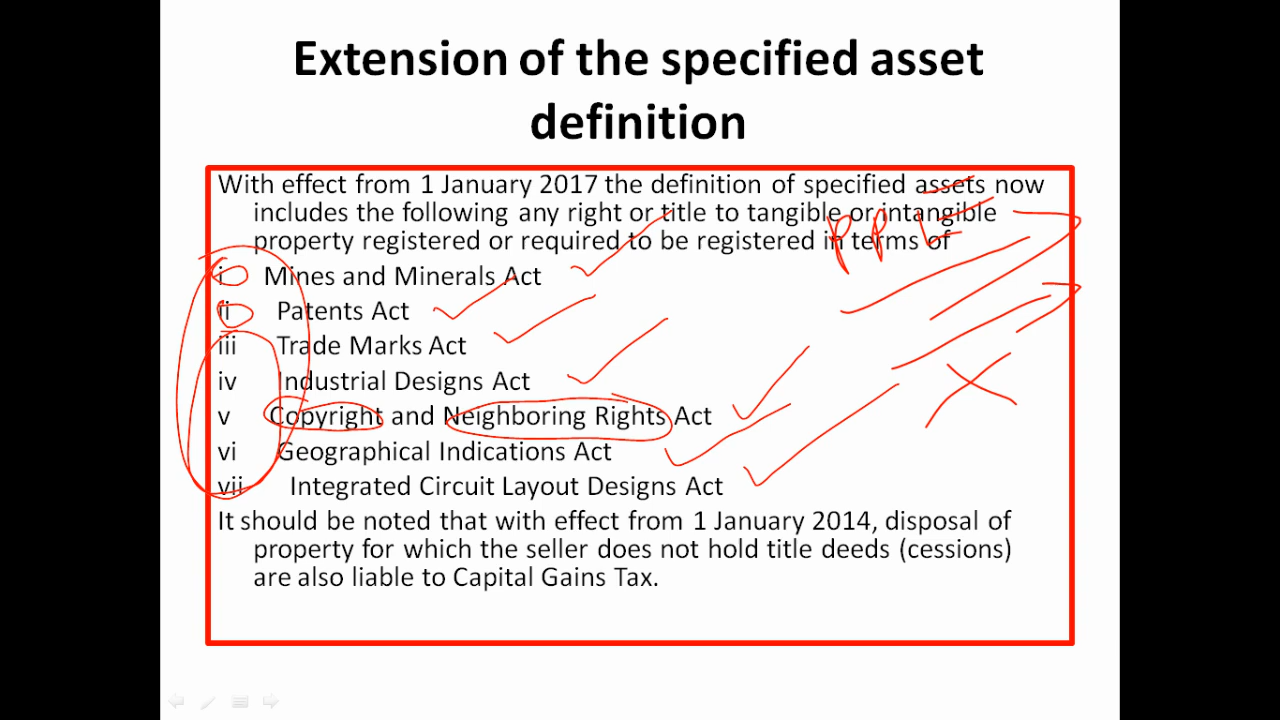 Extension of the specified asset
definition
With effect from 1 January 2017 the definition of specified assets now
includes the following any right or title to tangible or intangible
property registered or required to be registered in terms of
i Mines and Minerals Act
ii Patents Act
iii Trade Marks Act
iv Industrial Designs Act
v Copyright and Neighboring Rights Act
vi Geographical Indications Act
vii Integrated Circuit Layout Designs Act
It should be noted that with effect from 1 January 2014, disposal of
property for which the seller does not hold title deeds (cessions)
are also liable to Capital Gains Tax.